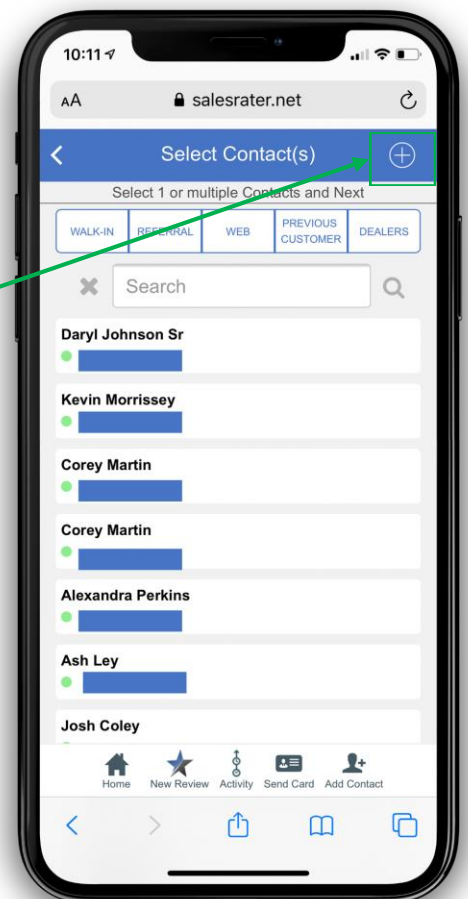 10:11
AA salesrater.net
Select Contact(s)
Select 1 or multiple Contacts and Next
WALK-IN REFERRAL WEB PREVIOUS CUSTOMER DEALERS
Search
Daryl Johnson Sr
Kevin Morrissey
Corey Martin
Corey Martin
Alexandra Perkins
Ash Ley
Josh Coley
Home New Review Activity Send Card Add Contact